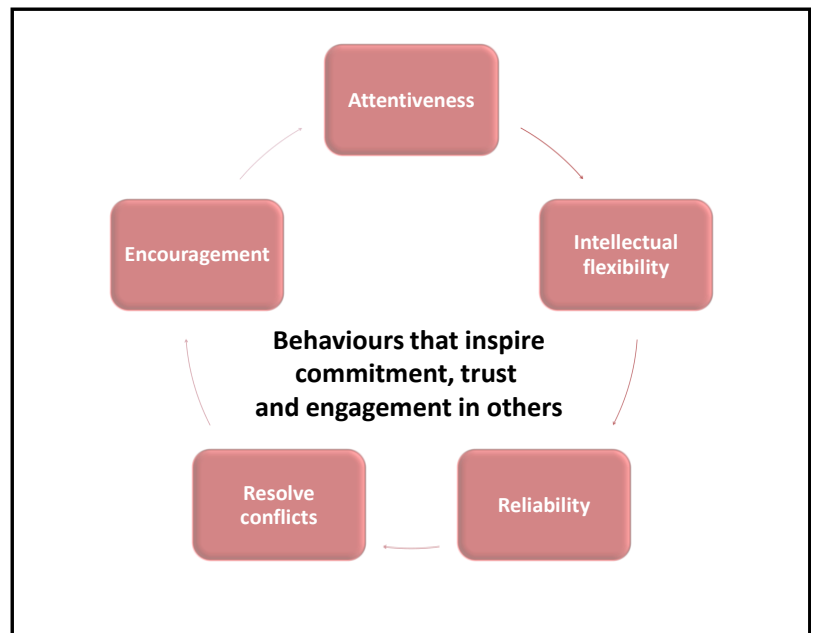 Attentiveness
Intellectual
flexibility
Reliability
Resolve
conflicts
Encouragement
Behaviours that inspire
commitment, trust
and engagement in others